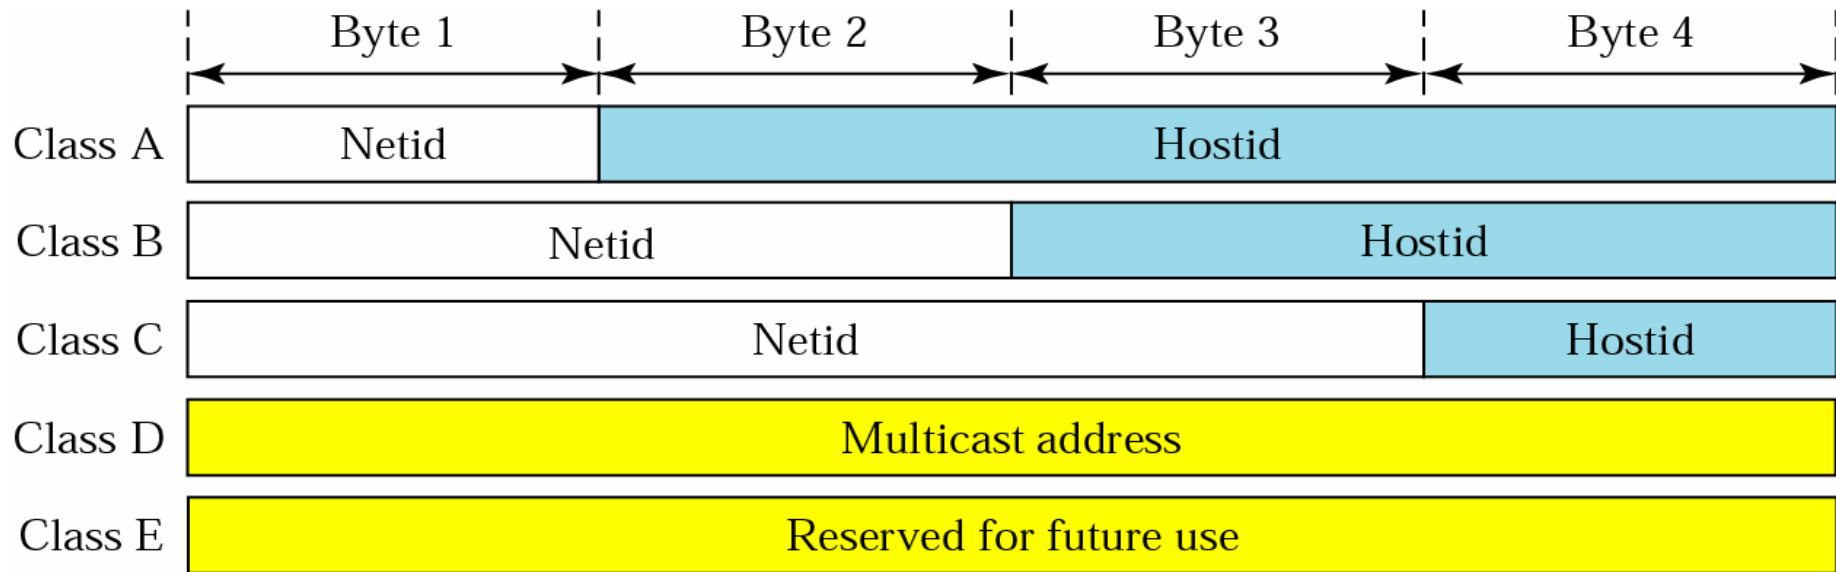 Byte 1 Byte 2 Byte 3 Byte 4
Class A Netid Hostid
Class B Netid Hostid
Class C Netid Hostid
Class D Multicast address
Class E Reserved for future use